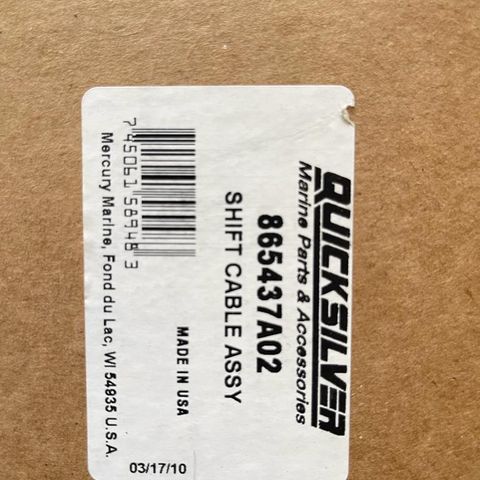 QUICKSILVER
Marine Parts & Accessories
865437A02
SHIFT CABLE ASSY
MADE IN USA
7 45061 58948 3
Mercury Marine, Fond du Lac, WI 54935 U.S.A.
03/17/10